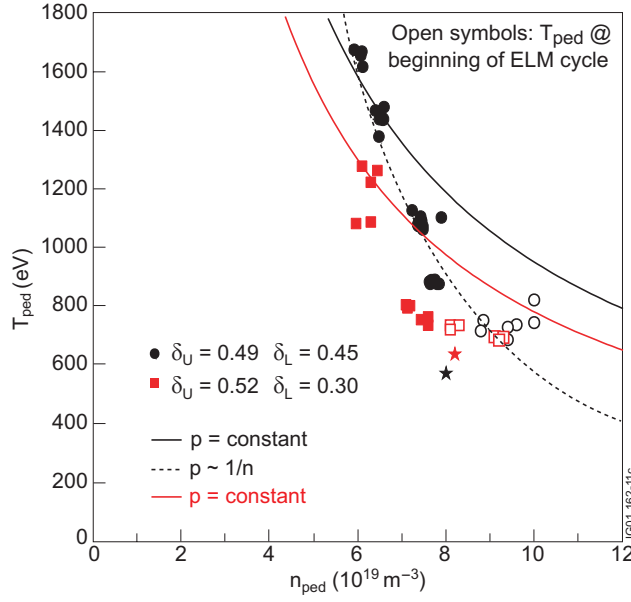 1800
1600
1400
1200
1000
800
600
400
200
0
T_ped (eV)
Open symbols: T_ped @
beginning of ELM cycle
δ_U = 0.49 δ_L = 0.45
δ_U = 0.52 δ_L = 0.30
p = constant
p ~ 1/n
p = constant
0 2 4 6 8 10 12
n_ped (10¹⁹ m⁻³)